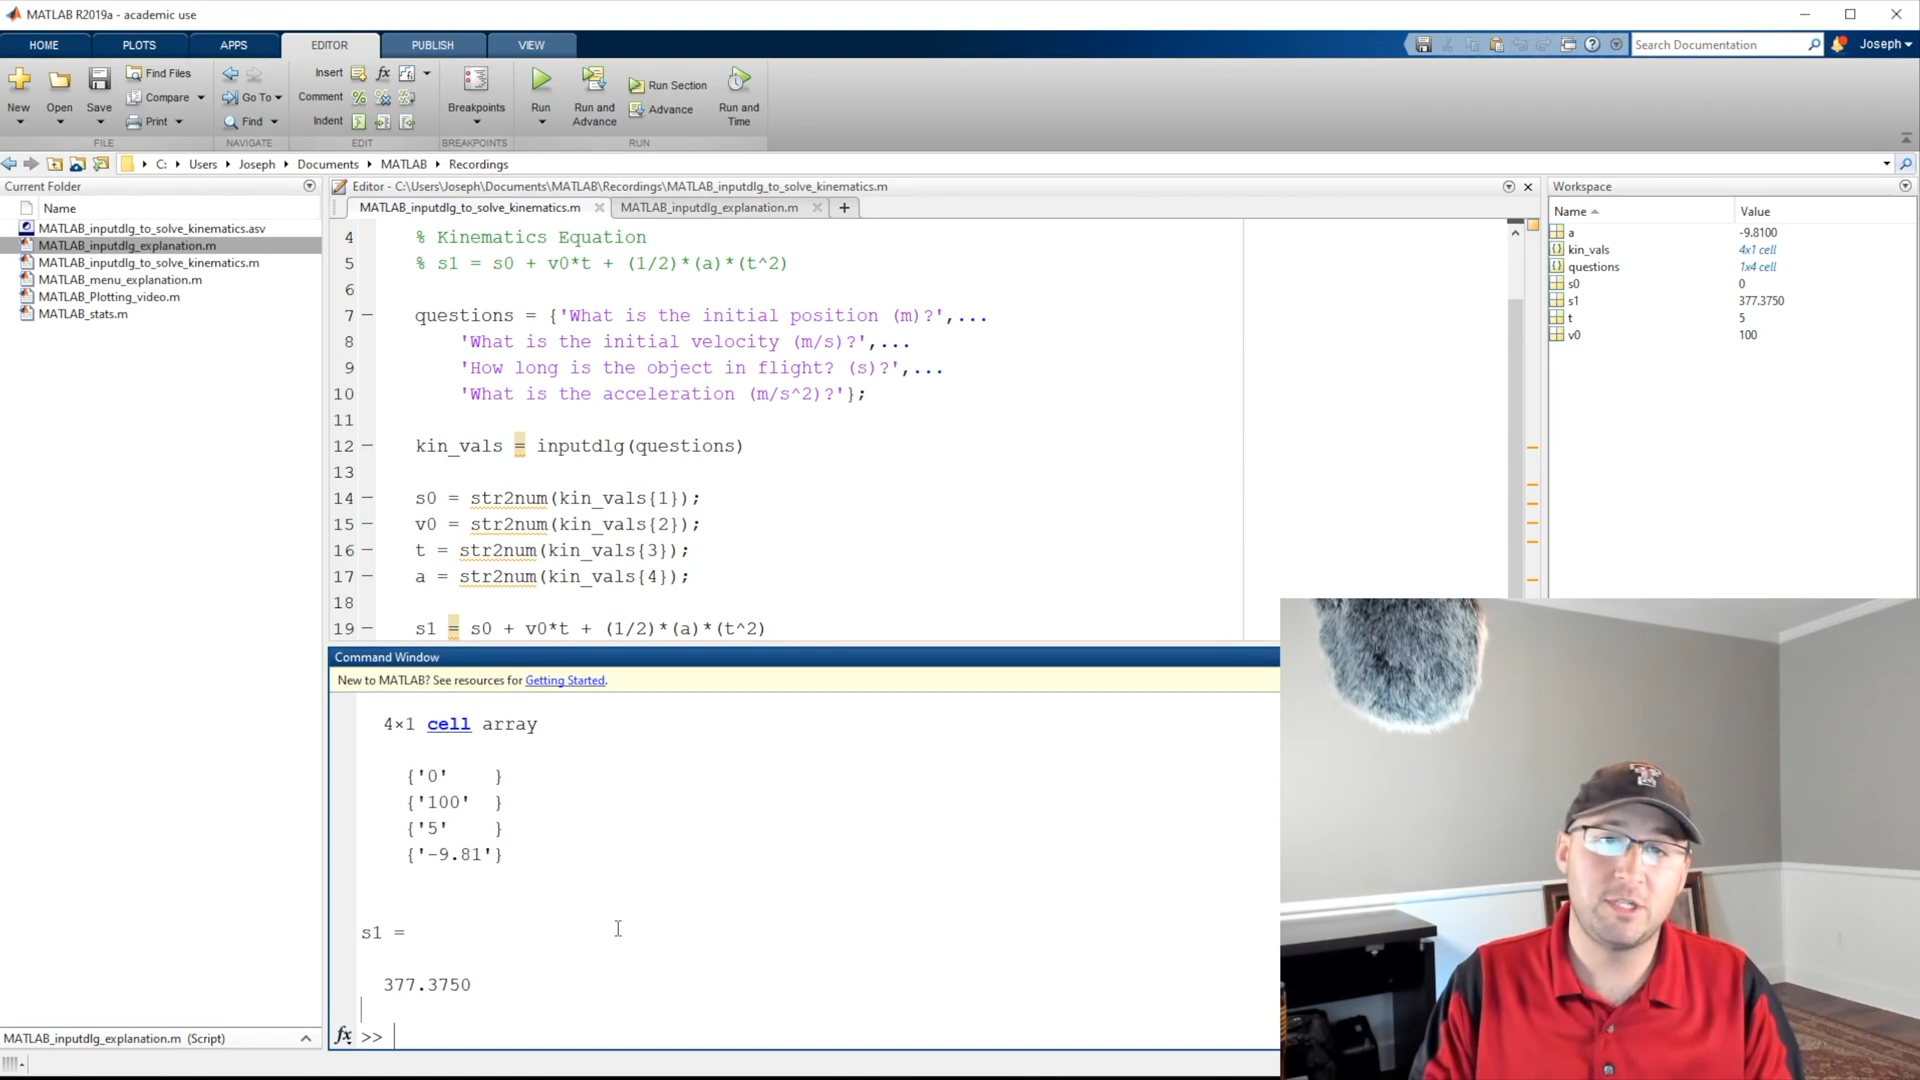 MATLAB R2019a - academic use
HOME PLOTS APPS EDITOR PUBLISH VIEW
Search Documentation
Joseph
New
Open
Save
Find Files
Compare
Print
FILE
Go To
Find
NAVIGATE
Insert
Comment
Indent
EDIT
Breakpoints
BREAKPOINTS
Run
Run and Advance
Run Section
Advance
Run and Time
RUN
C: Users Joseph Documents MATLAB Recordings
Current Folder
Name
MATLAB_inputdlg_to_solve_kinematics.asv
MATLAB_inputdlg_explanation.m
MATLAB_inputdlg_to_solve_kinematics.m
MATLAB_menu_explanation.m
MATLAB_Plotting_video.m
MATLAB_stats.m
MATLAB_inputdlg_explanation.m (Script)
Editor - C:\Users\Joseph\Documents\MATLAB\Recordings\MATLAB_inputdlg_to_solve_kinematics.m
MATLAB_inputdlg_to_solve_kinematics.m MATLAB_inputdlg_explanation.m
4 % Kinematics Equation
5 % s1 = s0 + v0*t + (1/2)*(a)*(t^2)
6
7 questions = {'What is the initial position (m)?',...
8 'What is the initial velocity (m/s)?',...
9 'How long is the object in flight? (s)?',...
10 'What is the acceleration (m/s^2)?'};
11
12 kin_vals = inputdlg(questions)
13
14 s0 = str2num(kin_vals{1});
15 v0 = str2num(kin_vals{2});
16 t = str2num(kin_vals{3});
17 a = str2num(kin_vals{4});
18
19 s1 = s0 + v0*t + (1/2)*(a)*(t^2)
Command Window
New to MATLAB? See resources for Getting Started.
4×1 cell array
{'0' }
{'100' }
{'5' }
{'-9.81'}
s1 =
377.3750
fx >>
Workspace
Name Value
a -9.8100
kin_vals 4x1 cell
questions 1x4 cell
s0 0
s1 377.3750
t 5
v0 100